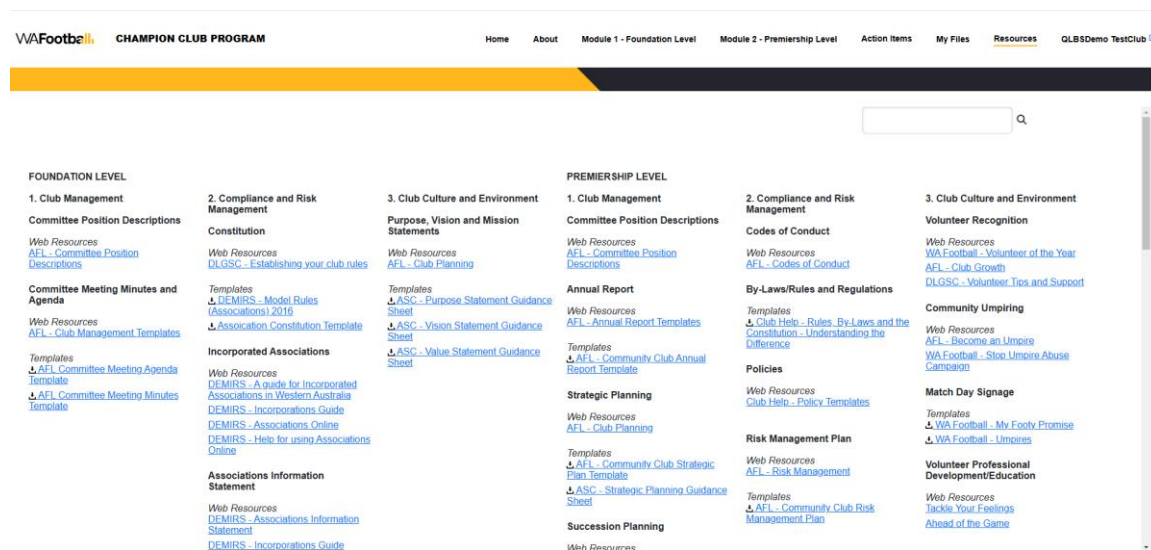 WAFootball. CHAMPION CLUB PROGRAM
Home About Module 1 - Foundation Level Module 2 - Premiership Level Action Items My Files Resources QLBSDemo TestClub
FOUNDATION LEVEL
1. Club Management
Committee Position Descriptions
Web Resources
AFL - Committee Position
Descriptions
Committee Meeting Minutes and
Agenda
Web Resources
AFL - Club Management Templates
Templates
AFL Committee Meeting Agenda
Template
AFL Committee Meeting Minutes
Template
2. Compliance and Risk
Management
Constitution
Web Resources
DLGSC - Establishing your club rules
Templates
DEMIRS - Model Rules
(Associations) 2016
Assoication Constitution Template
Incorporated Associations
Web Resources
DEMIRS - A guide for Incorporated
Associations in Western Australia
DEMIRS - Incorporations Guide
DEMIRS - Associations Online
DEMIRS - Help for using Associations
Online
Associations Information
Statement
Web Resources
DEMIRS - Associations Information
Statement
DEMIRS - Incorporations Guide
3. Club Culture and Environment
Purpose, Vision and Mission
Statements
Web Resources
AFL - Club Planning
Templates
ASC - Purpose Statement Guidance
Sheet
ASC - Vision Statement Guidance
Sheet
ASC - Value Statement Guidance
Sheet
PREMIERSHIP LEVEL
1. Club Management
Committee Position Descriptions
Web Resources
AFL - Committee Position
Descriptions
Annual Report
Web Resources
AFL - Annual Report Templates
Templates
AFL - Community Club Annual
Report Template
Strategic Planning
Web Resources
AFL - Club Planning
Templates
AFL - Community Club Strategic
Plan Template
ASC - Strategic Planning Guidance
Sheet
Succession Planning
Web Resources
2. Compliance and Risk
Management
Codes of Conduct
Web Resources
AFL - Codes of Conduct
By-Laws/Rules and Regulations
Templates
Club Help - Rules, By-Laws and the
Constitution - Understanding the
Difference
Policies
Web Resources
Club Help - Policy Templates
Risk Management Plan
Web Resources
AFL - Risk Management
Templates
AFL - Community Club Risk
Management Plan
3. Club Culture and Environment
Volunteer Recognition
Web Resources
WA Football - Volunteer of the Year
AFL - Club Growth
DLGSC - Volunteer Tips and Support
Community Umpiring
Web Resources
AFL - Become an Umpire
WA Football - Stop Umpire Abuse
Campaign
Match Day Signage
Templates
WA Football - My Footy Promise
WA Football - Umpires
Volunteer Professional
Development/Education
Web Resources
Tackle Your Feelings
Ahead of the Game